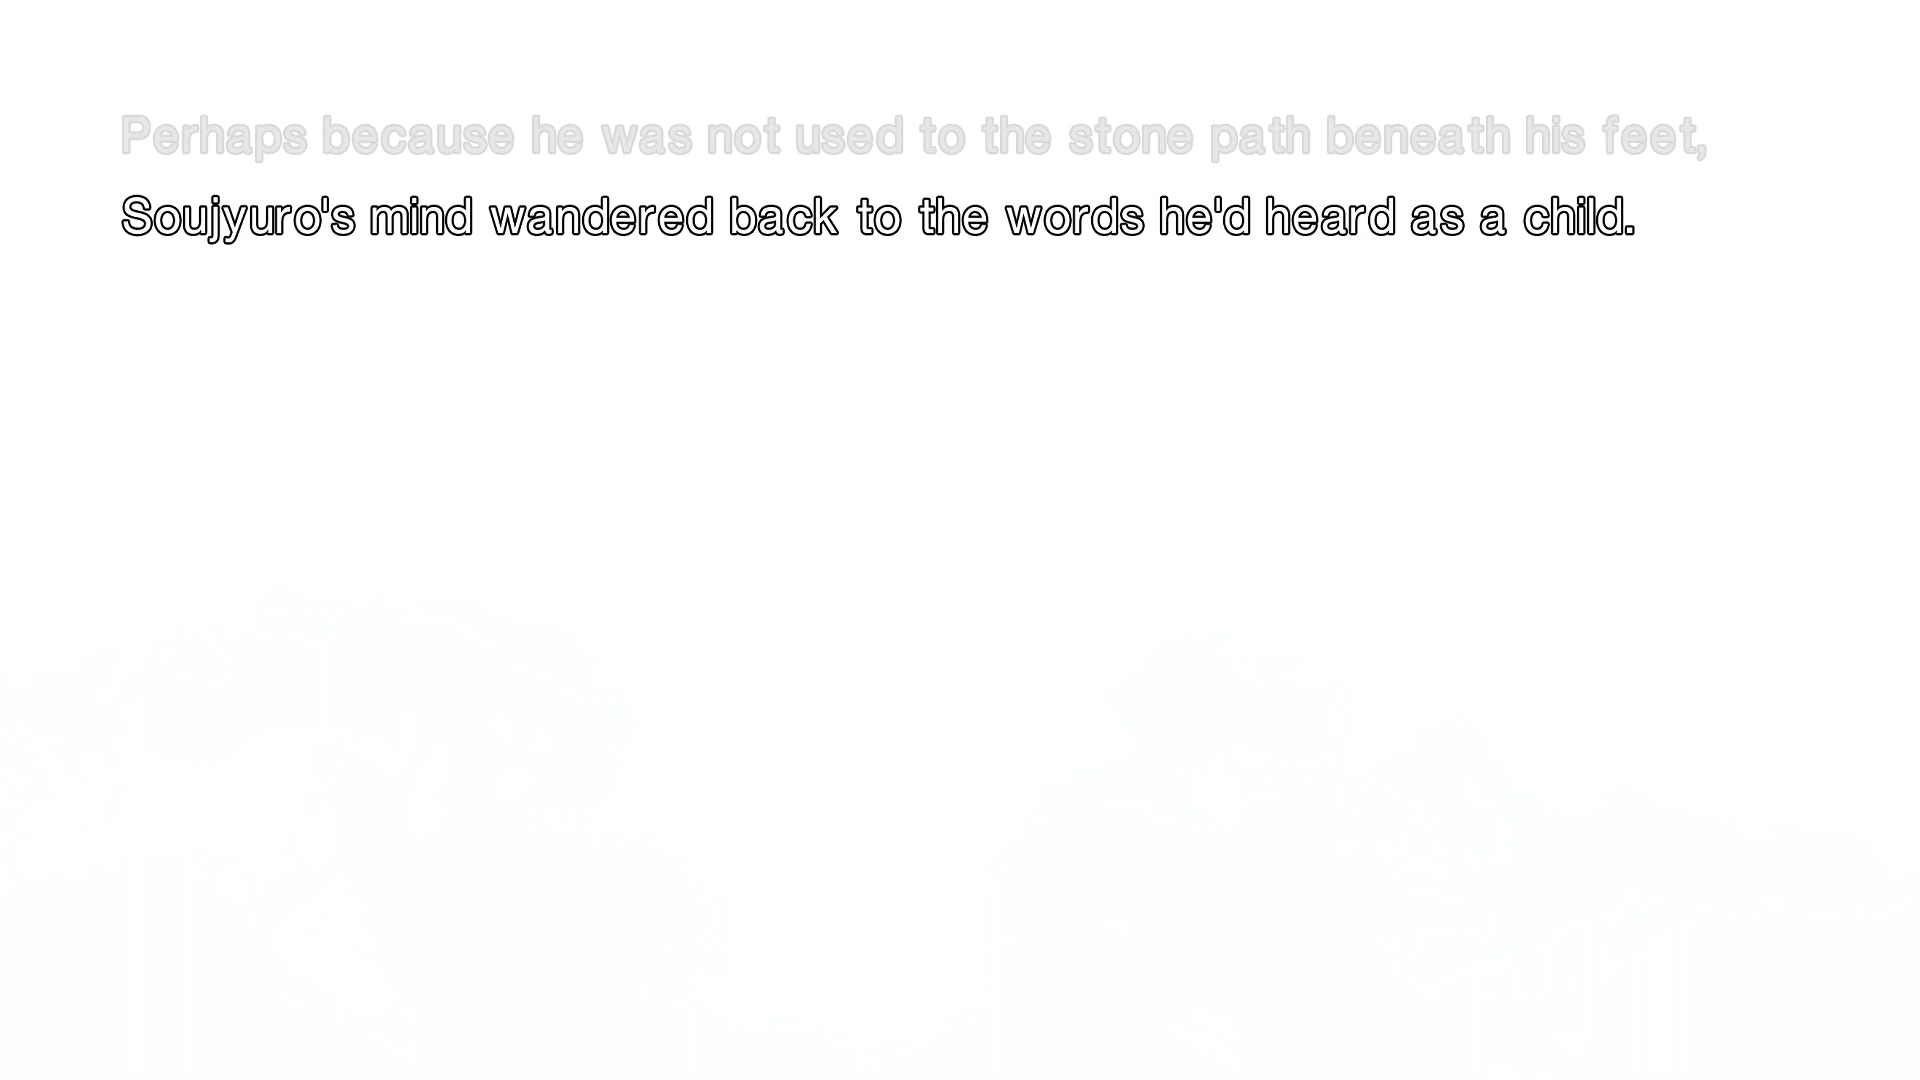 Perhaps because he was not used to the stone path beneath his feet,
Soujyuro's mind wandered back to the words he'd heard as a child.